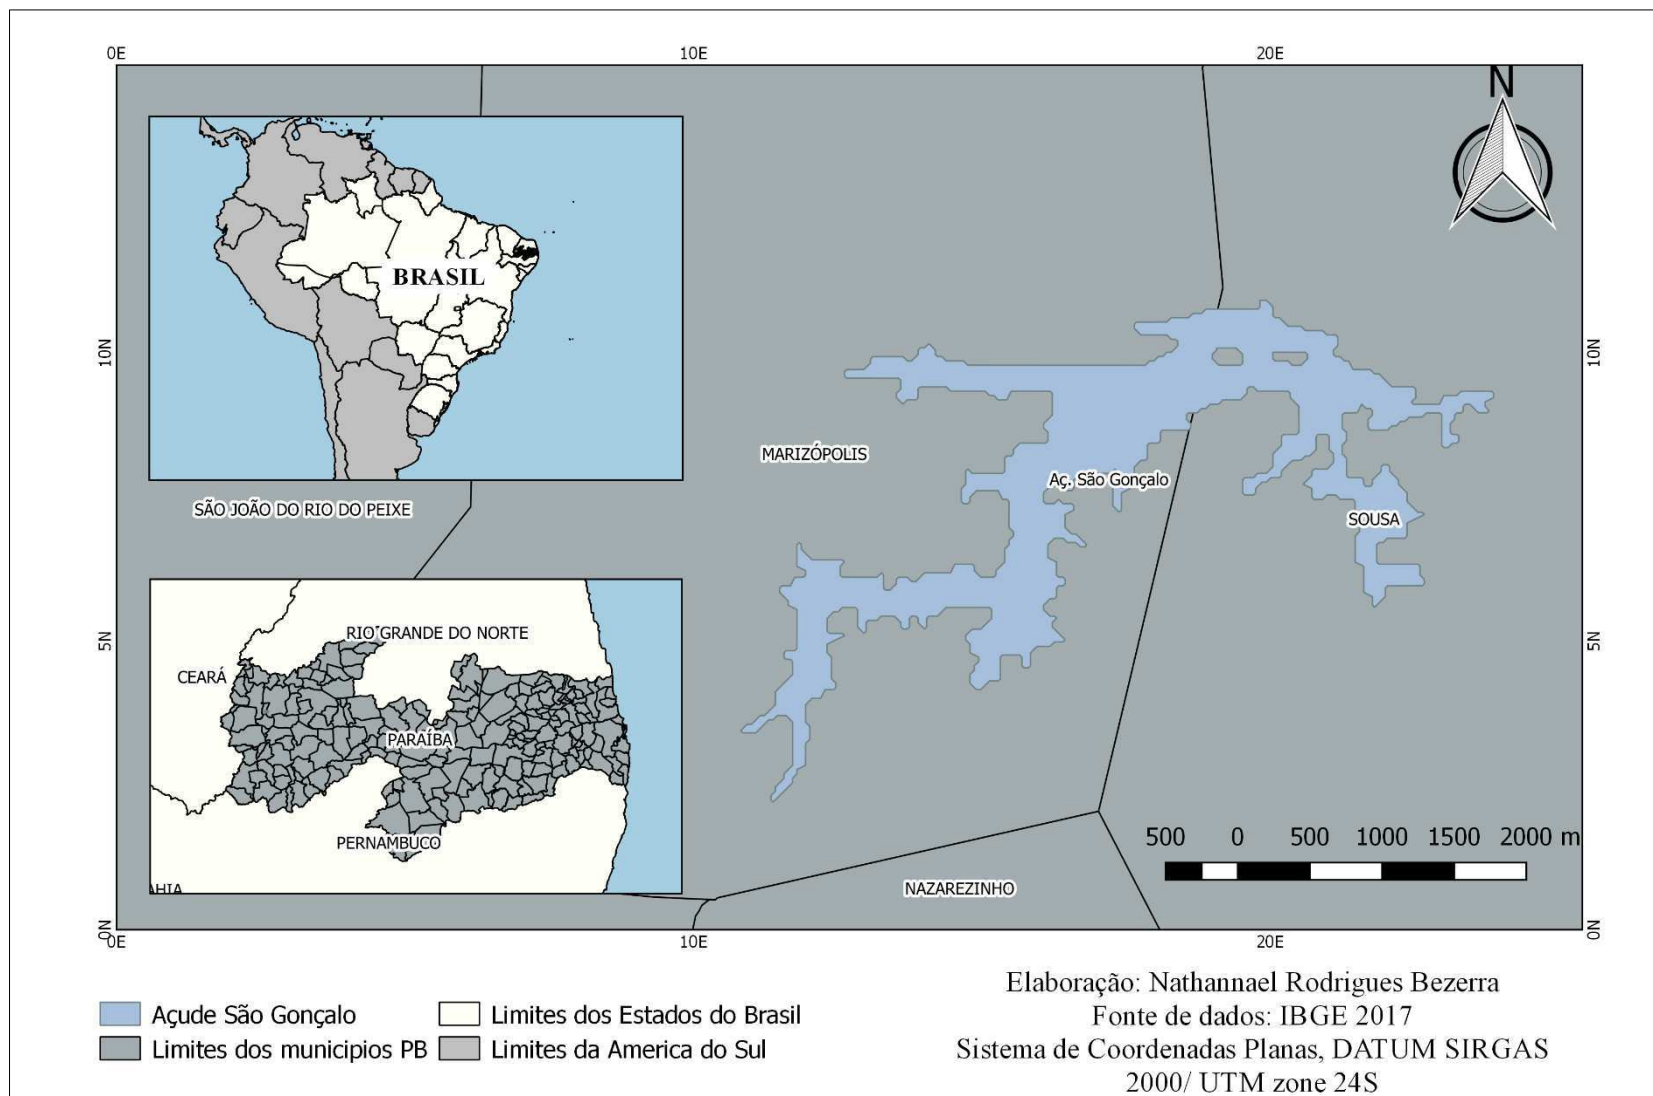 0E 10E 20E
N
BRASIL
10N 10N
MARIZÓPOLIS
Aç. São Gonçalo
SÃO JOÃO DO RIO DO PEIXE
SOUSA
RIO GRANDE DO NORTE
5N 5N
CEARÁ
PARAÍBA
PERNAMBUCO
500 0 500 1000 1500 2000 m
AHIA
NAZAREZINHO
0N 0N
0E 10E 20E
Açude São Gonçalo
Limites dos Estados do Brasil
Limites dos municipios PB
Limites da America do Sul
Elaboração: Nathannael Rodrigues Bezerra
Fonte de dados: IBGE 2017
Sistema de Coordenadas Planas, DATUM SIRGAS
2000/ UTM zone 24S